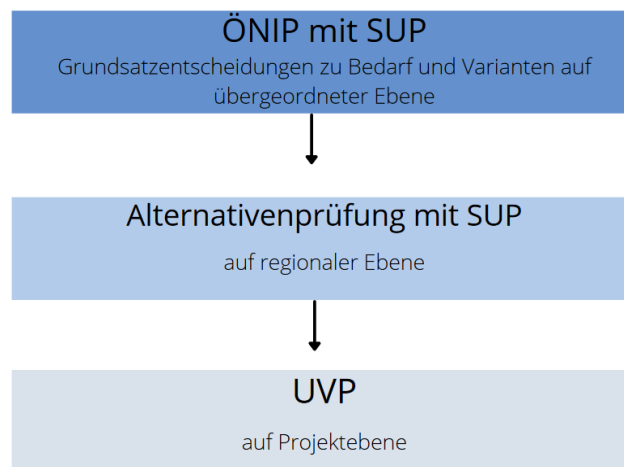 ÖNIP mit SUP
Grundsatzentscheidungen zu Bedarf und Varianten auf
übergeordneter Ebene
Alternativenprüfung mit SUP
auf regionaler Ebene
UVP
auf Projektebene